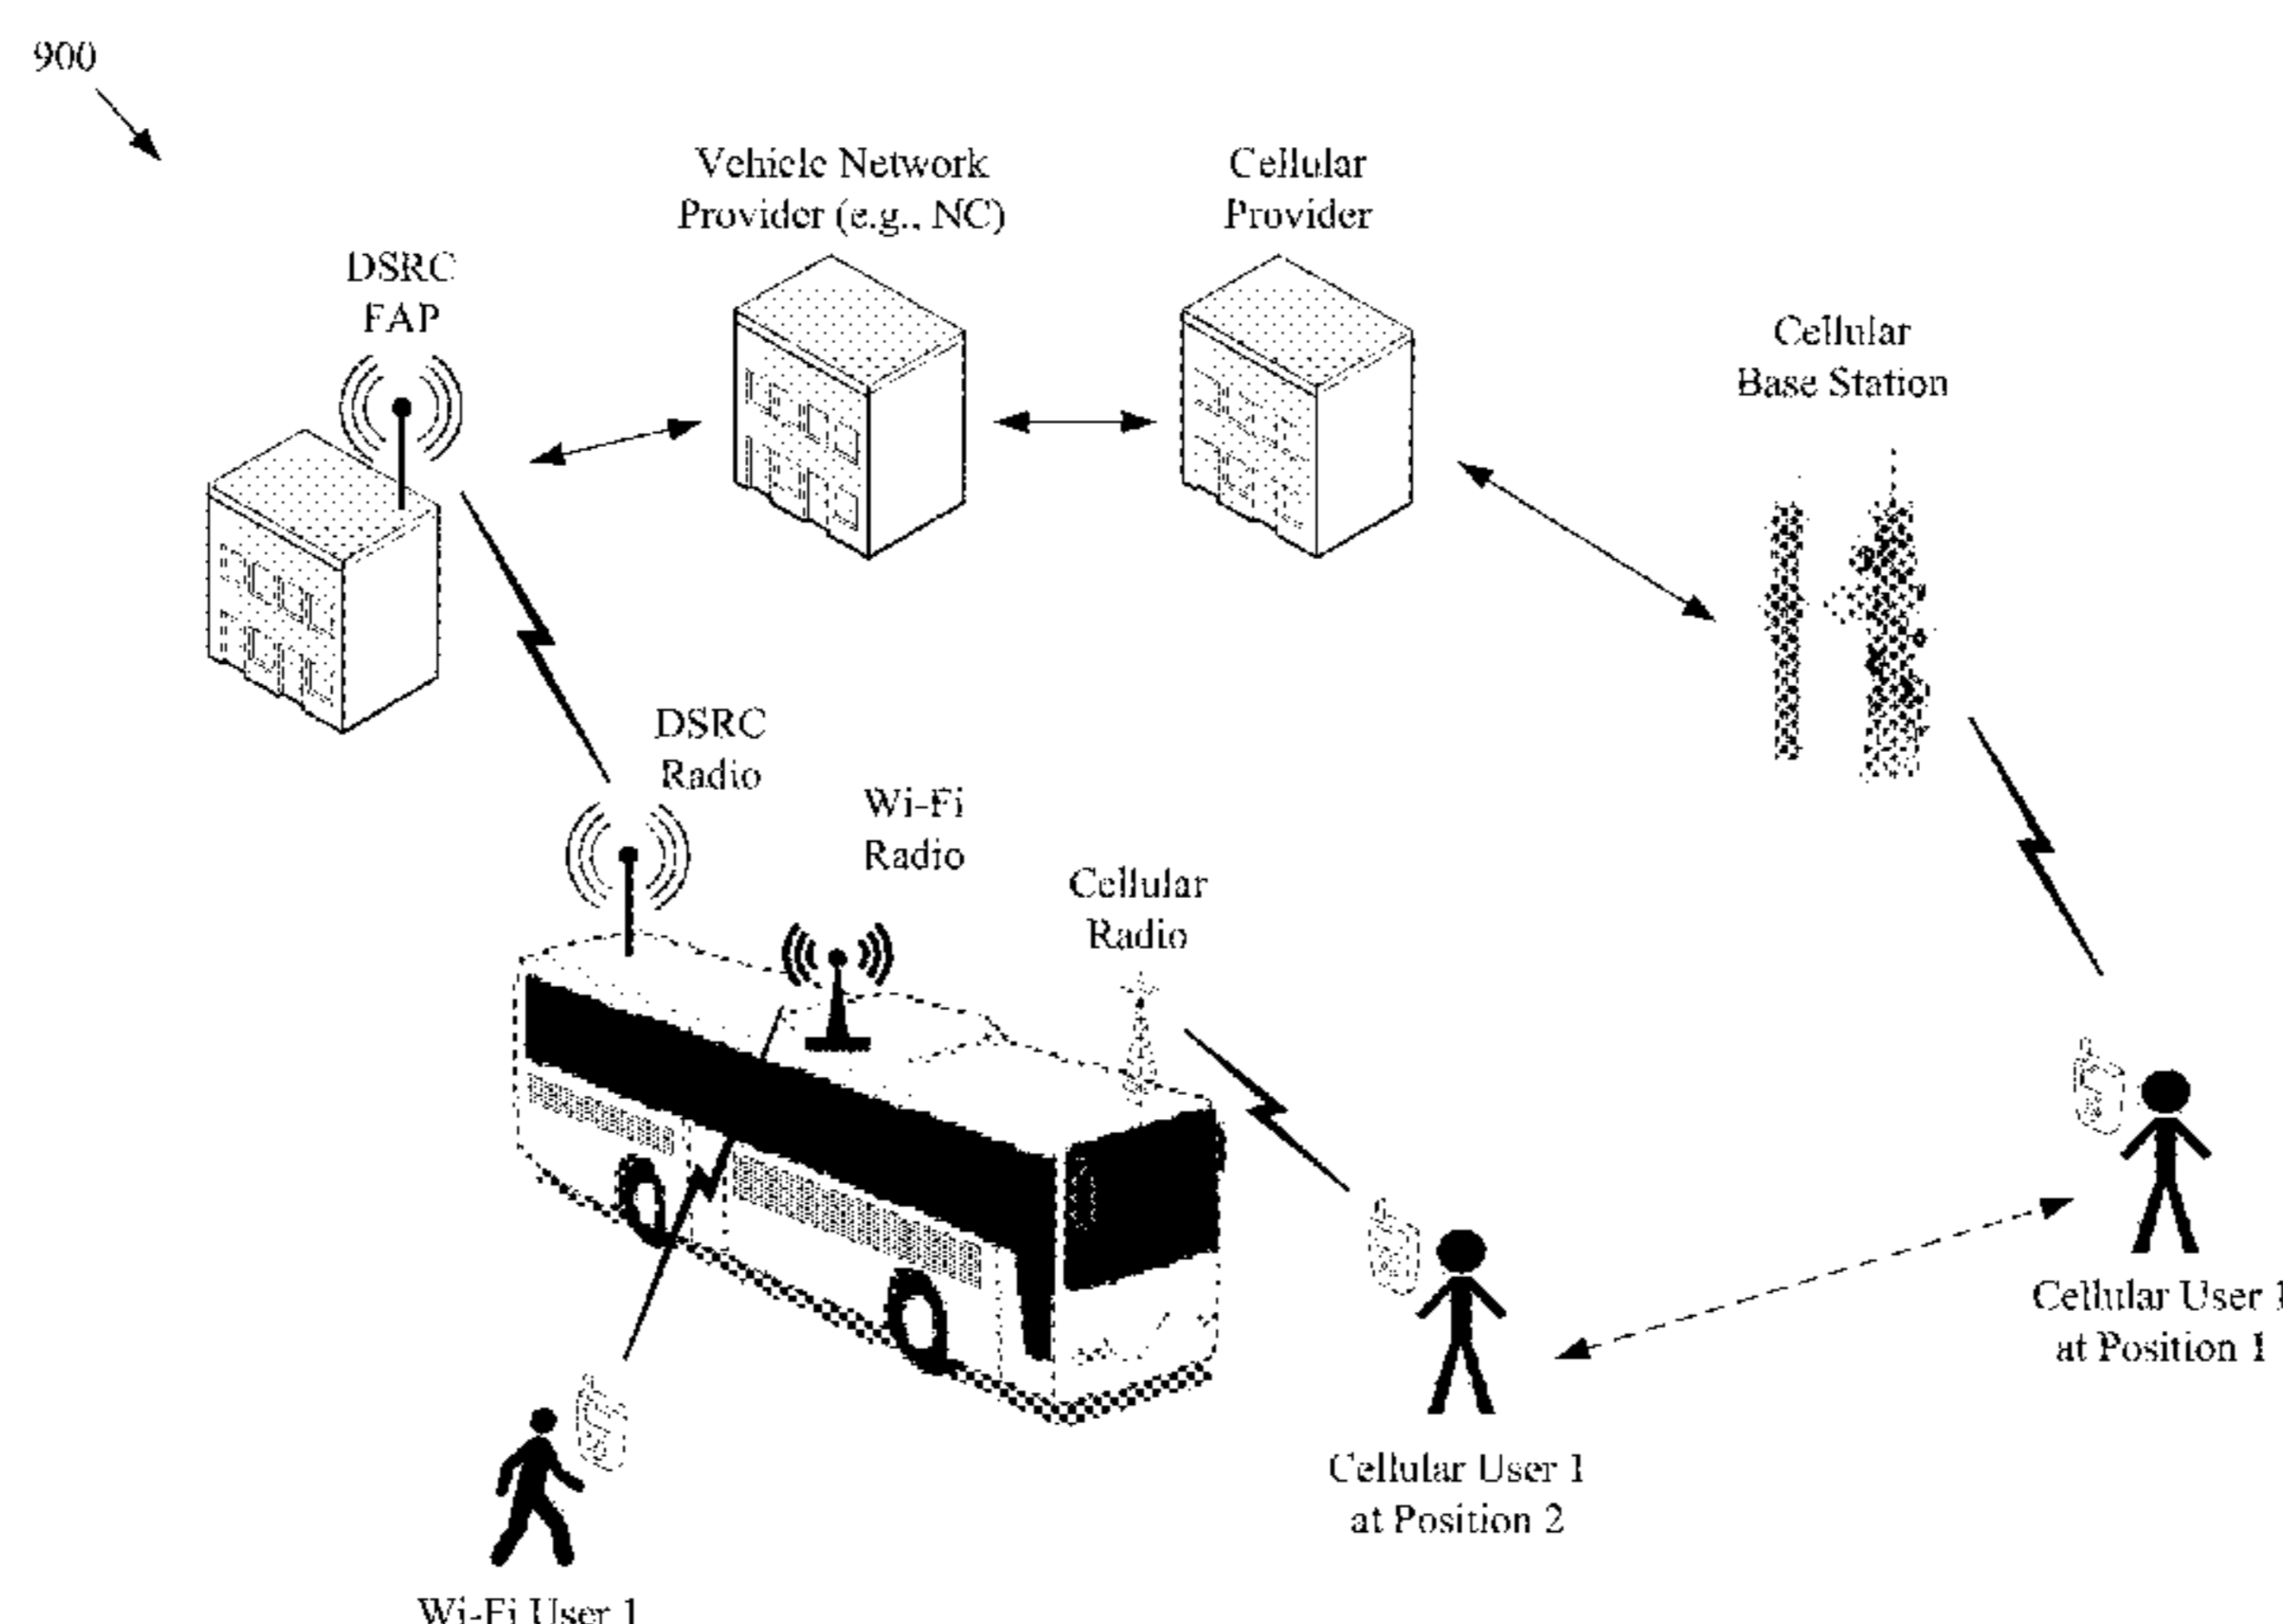 900
Vehicle Network
Provider (e.g., NC)
Cellular
Provider
DSRC
FAP
Cellular
Base Station
DSRC
Radio
Wi-Fi
Radio
Cellular
Radio
Cellular User 1
at Position 1
Cellular User 1
at Position 2
Wi-Fi User 1